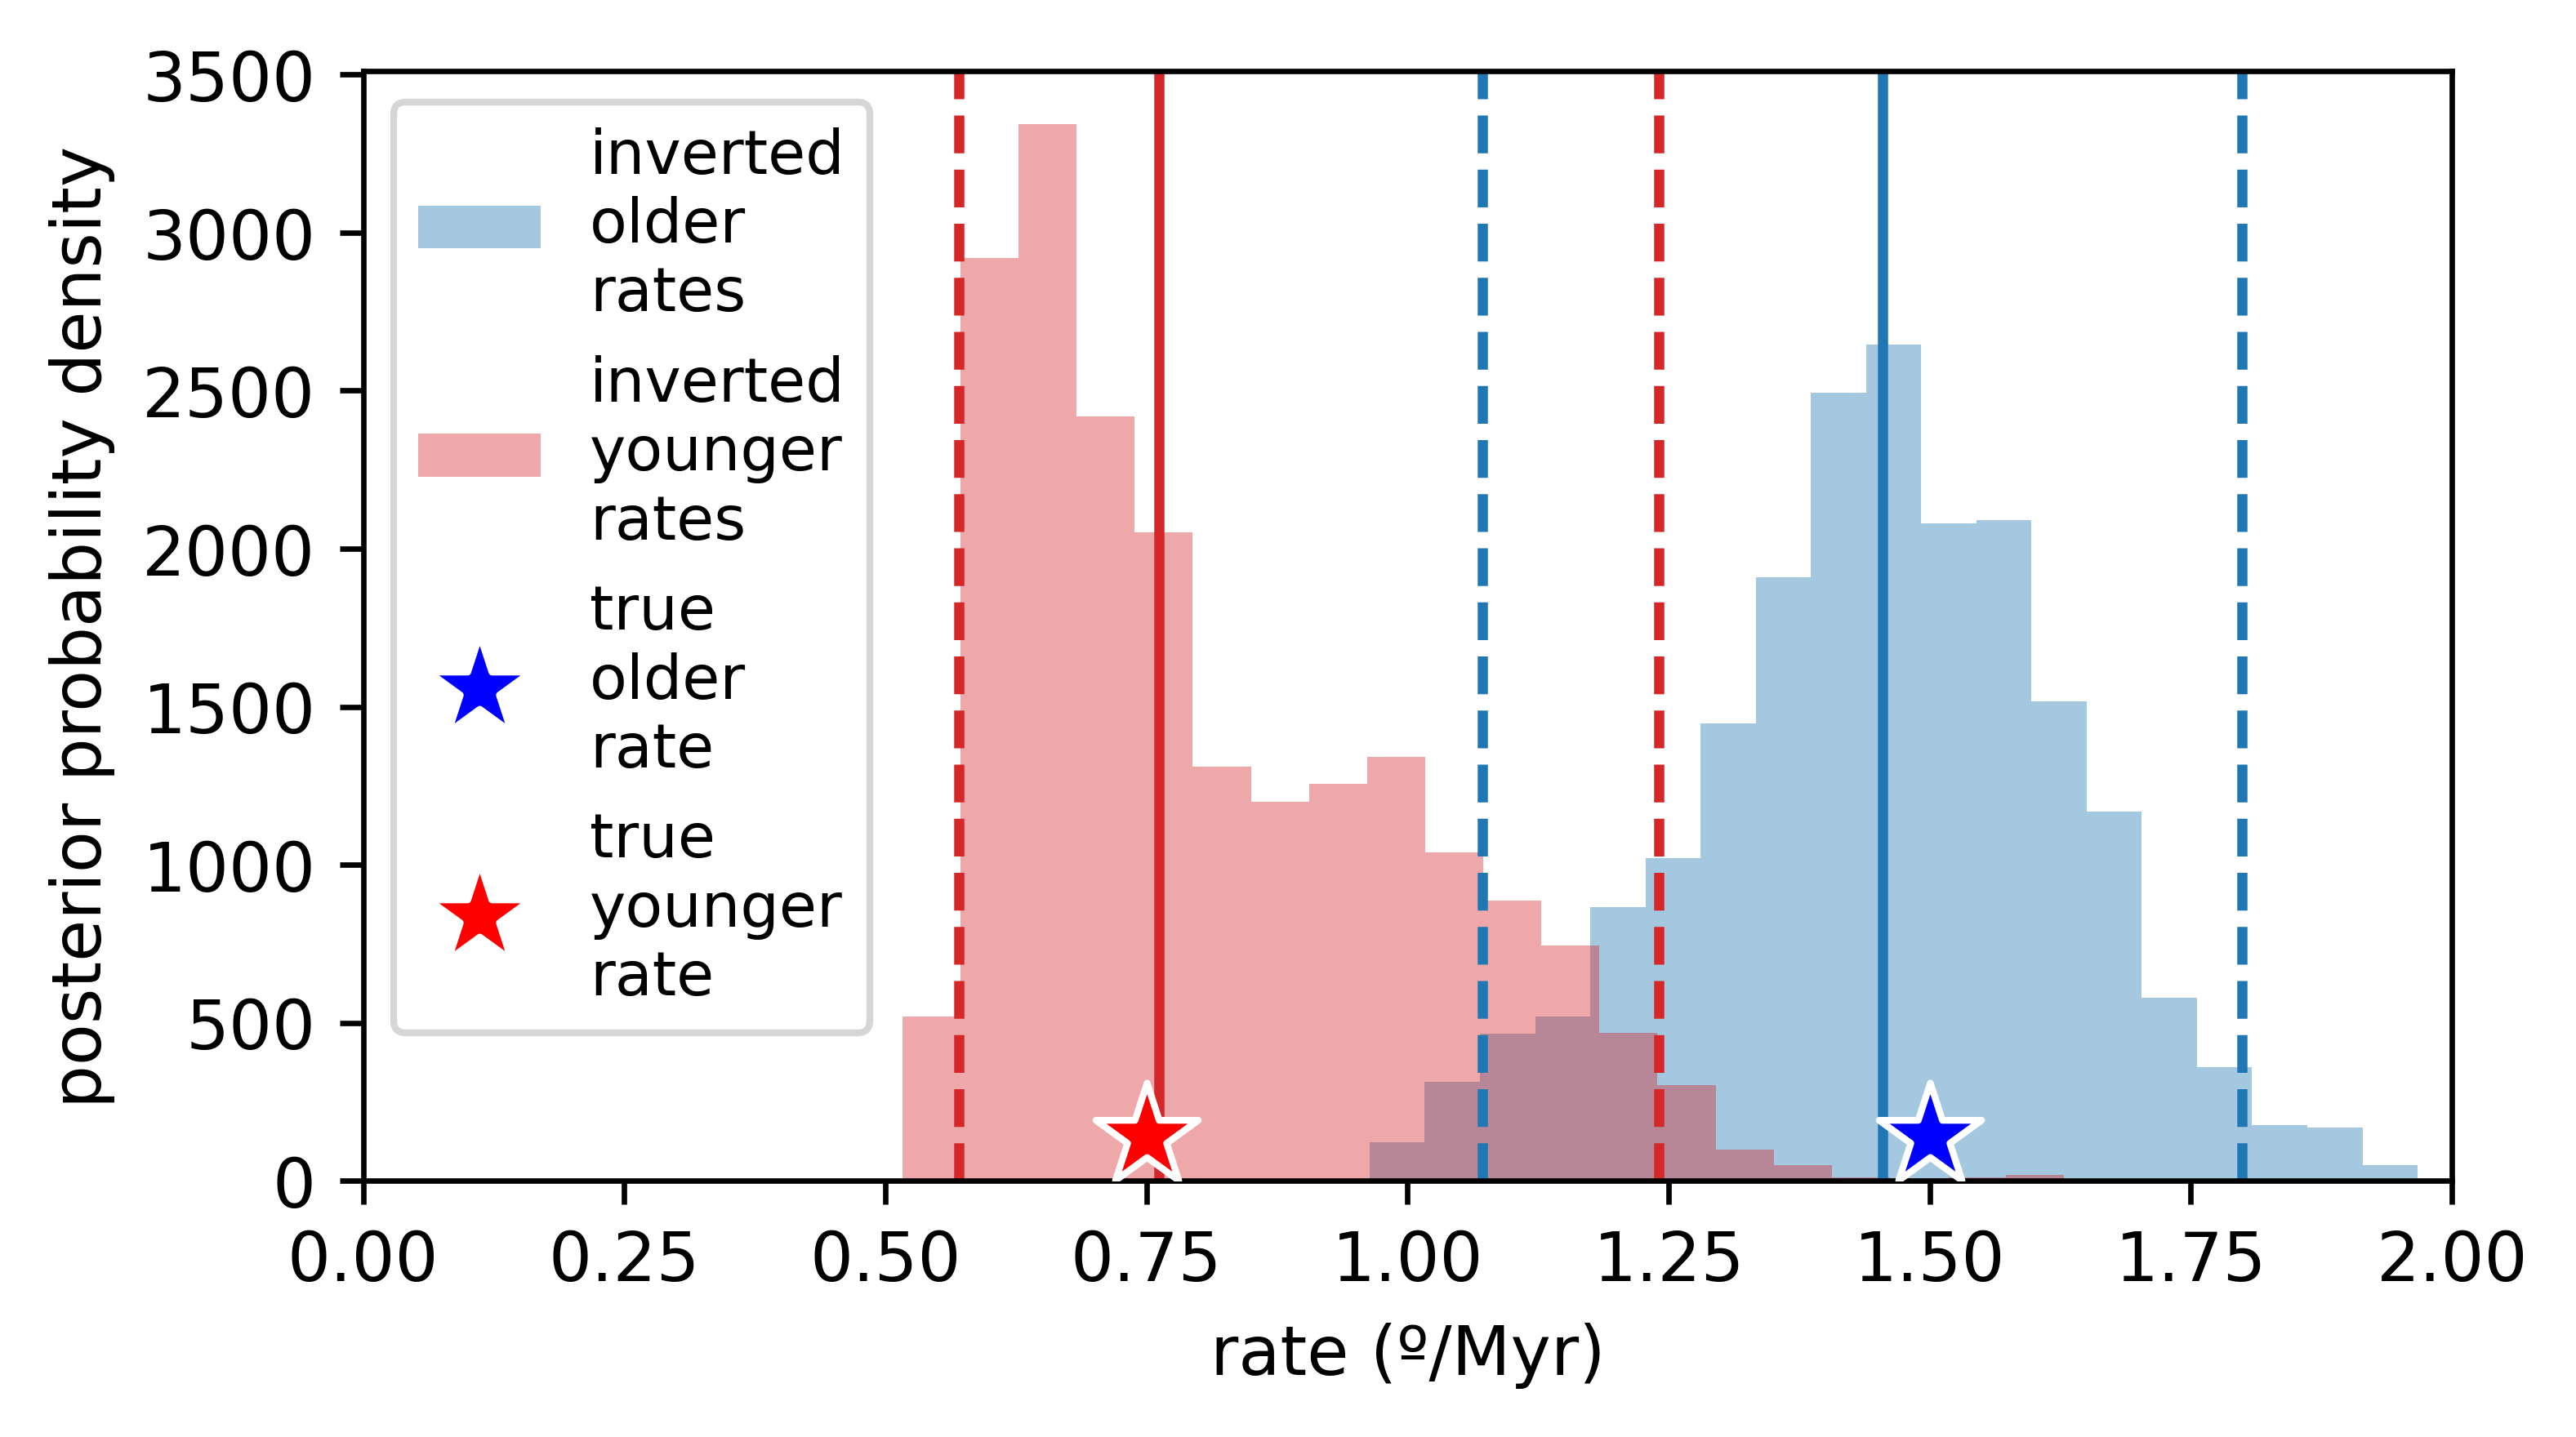 posterior probability density
3500
3000
2500
2000
1500
1000
500
0
inverted
older
rates
inverted
younger
rates
true
older
rate
true
younger
rate
0.00 0.25 0.50 0.75 1.00 1.25 1.50 1.75 2.00
rate (º/Myr)